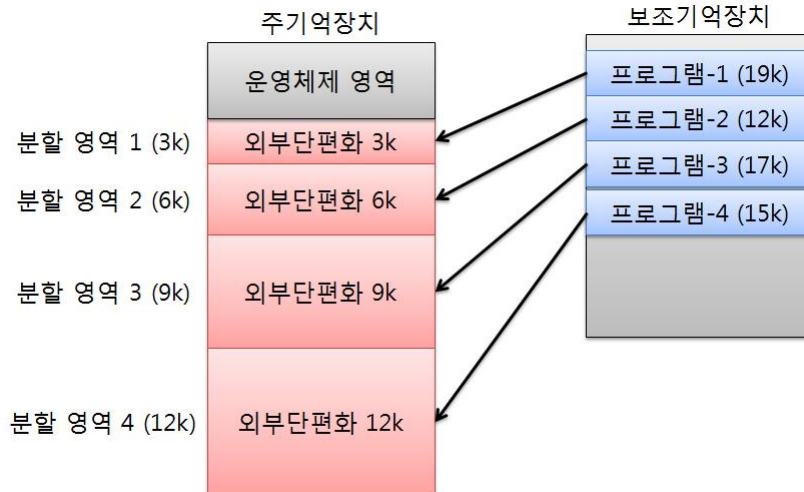 주기억장치
보조기억장치
운영체제 영역
프로그램-1 (19k)
프로그램-2 (12k)
프로그램-3 (17k)
프로그램-4 (15k)
분할 영역 1 (3k)
외부단편화 3k
분할 영역 2 (6k)
외부단편화 6k
분할 영역 3 (9k)
외부단편화 9k
분할 영역 4 (12k)
외부단편화 12k